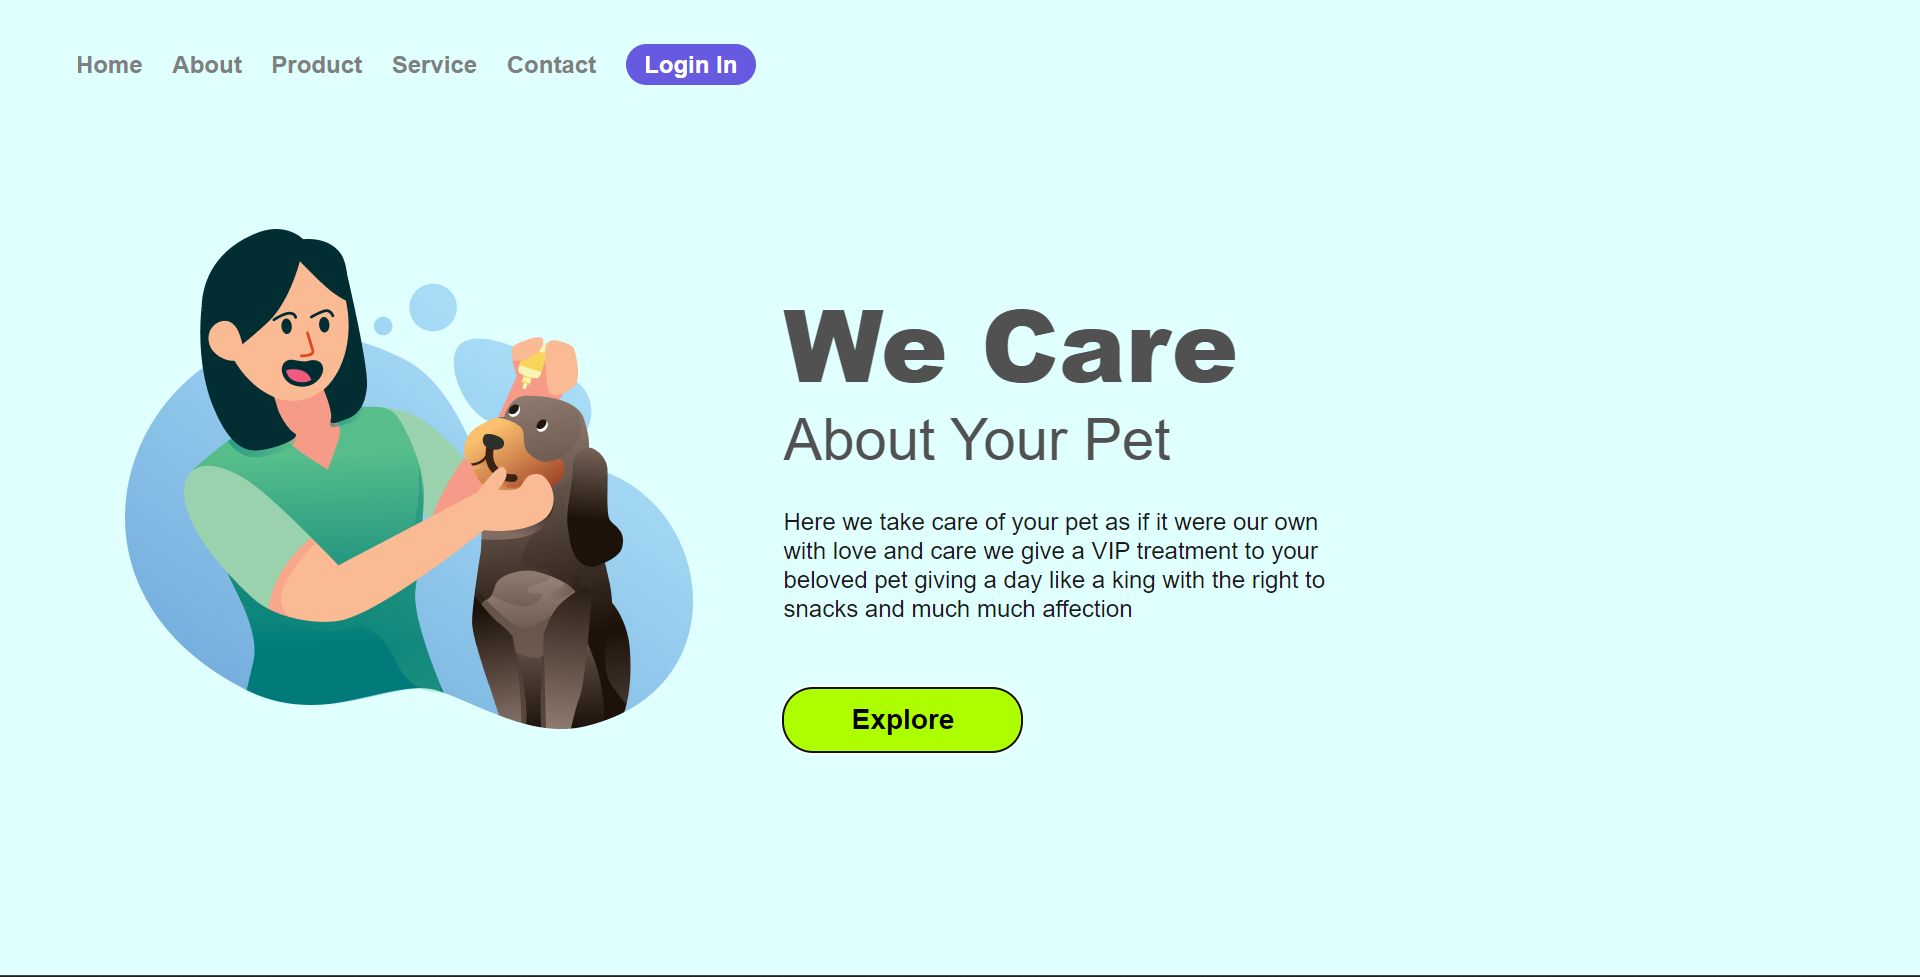 Home About Product Service Contact Login In
We Care
About Your Pet
Here we take care of your pet as if it were our own
with love and care we give a VIP treatment to your
beloved pet giving a day like a king with the right to
snacks and much much affection
Explore